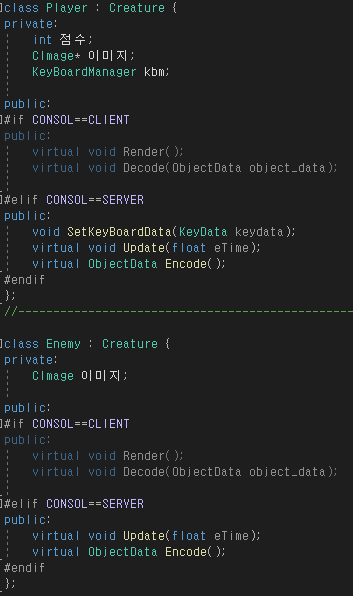 class Player : Creature {
private:
    int 점수;
    CImage* 이미지;
    KeyBoardManager kbm;

public:
#if CONSOL==CLIENT
public:
    virtual void Render();
    virtual void Decode(ObjectData object_data);

#elif CONSOL==SERVER
public:
    void SetKeyBoardData(KeyData keydata);
    virtual void Update(float eTime);
    virtual ObjectData Encode();
#endif
};
//------------------------------------------------

class Enemy : Creature {
private:
    CImage 이미지;

public:
#if CONSOL==CLIENT
public:
    virtual void Render();
    virtual void Decode(ObjectData object_data);

#elif CONSOL==SERVER
public:
    virtual void Update(float eTime);
    virtual ObjectData Encode();
#endif
};